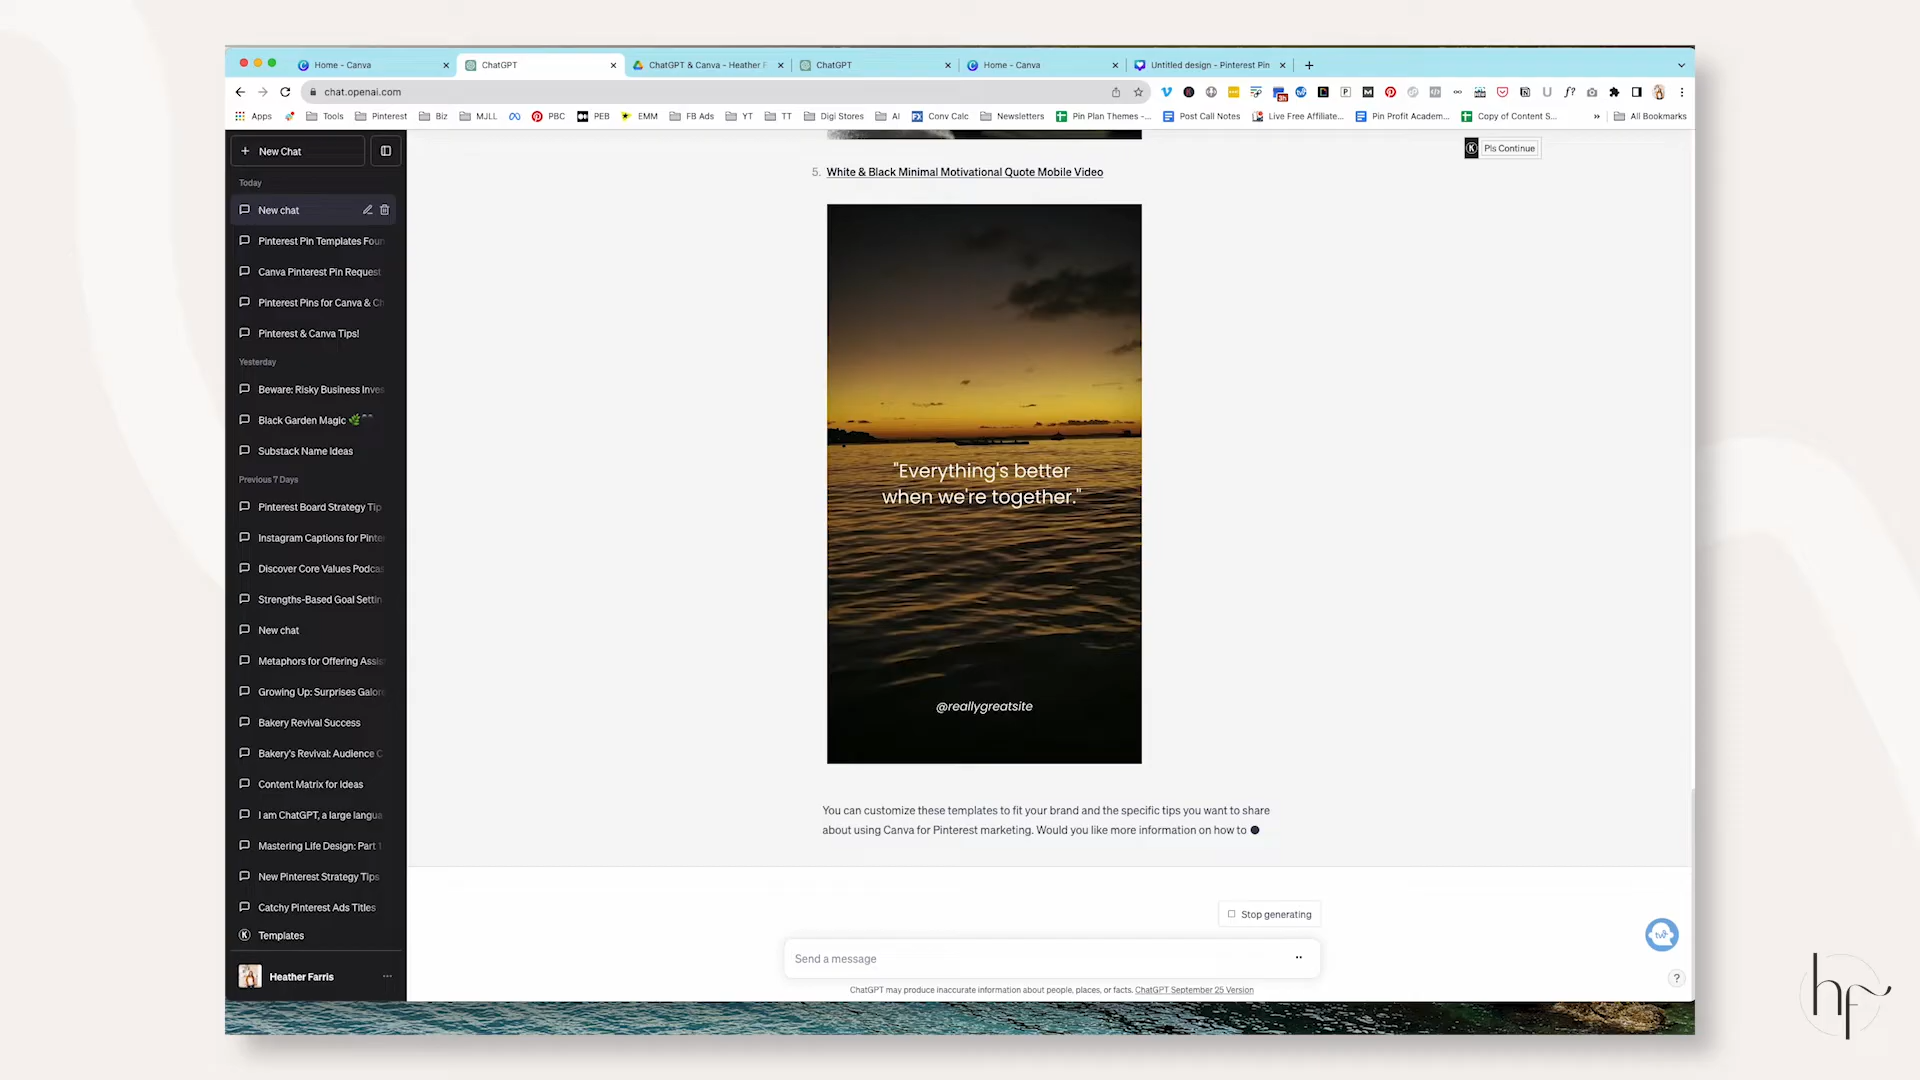 Home - Canva
ChatGPT
ChatGPT & Canva - Heather F
ChatGPT
Home - Canva
Untitled design - Pinterest Pin
chat.openai.com
Apps
Tools
Pinterest
Biz
MJLL
PBC
PEB
EMM
FB Ads
YT
TT
Digi Stores
AI
Conv Calc
Newsletters
Pin Plan Themes -...
Post Call Notes
Live Free Affiliate...
Pin Profit Academ...
Copy of Content S...
All Bookmarks
+ New Chat
Today
New chat
Pinterest Pin Templates Foun
Canva Pinterest Pin Request
Pinterest Pins for Canva & Ch
Pinterest & Canva Tips!
Yesterday
Beware: Risky Business Inves
Black Garden Magic
Substack Name Ideas
Previous 7 Days
Pinterest Board Strategy Tip
Instagram Captions for Pinte
Discover Core Values Podcas
Strengths-Based Goal Settin
New chat
Metaphors for Offering Assis
Growing Up: Surprises Galore
Bakery Revival Success
Bakery's Revival: Audience C
Content Matrix for Ideas
I am ChatGPT, a large langua
Mastering Life Design: Part 1
New Pinterest Strategy Tips
Catchy Pinterest Ads Titles
Templates
Heather Farris
Pls Continue
5. White & Black Minimal Motivational Quote Mobile Video
"Everything's better
when we're together."
@reallygreatsite
You can customize these templates to fit your brand and the specific tips you want to share
about using Canva for Pinterest marketing. Would you like more information on how to
Stop generating
Send a message
ChatGPT may produce inaccurate information about people, places, or facts. ChatGPT September 25 Version
?
hf